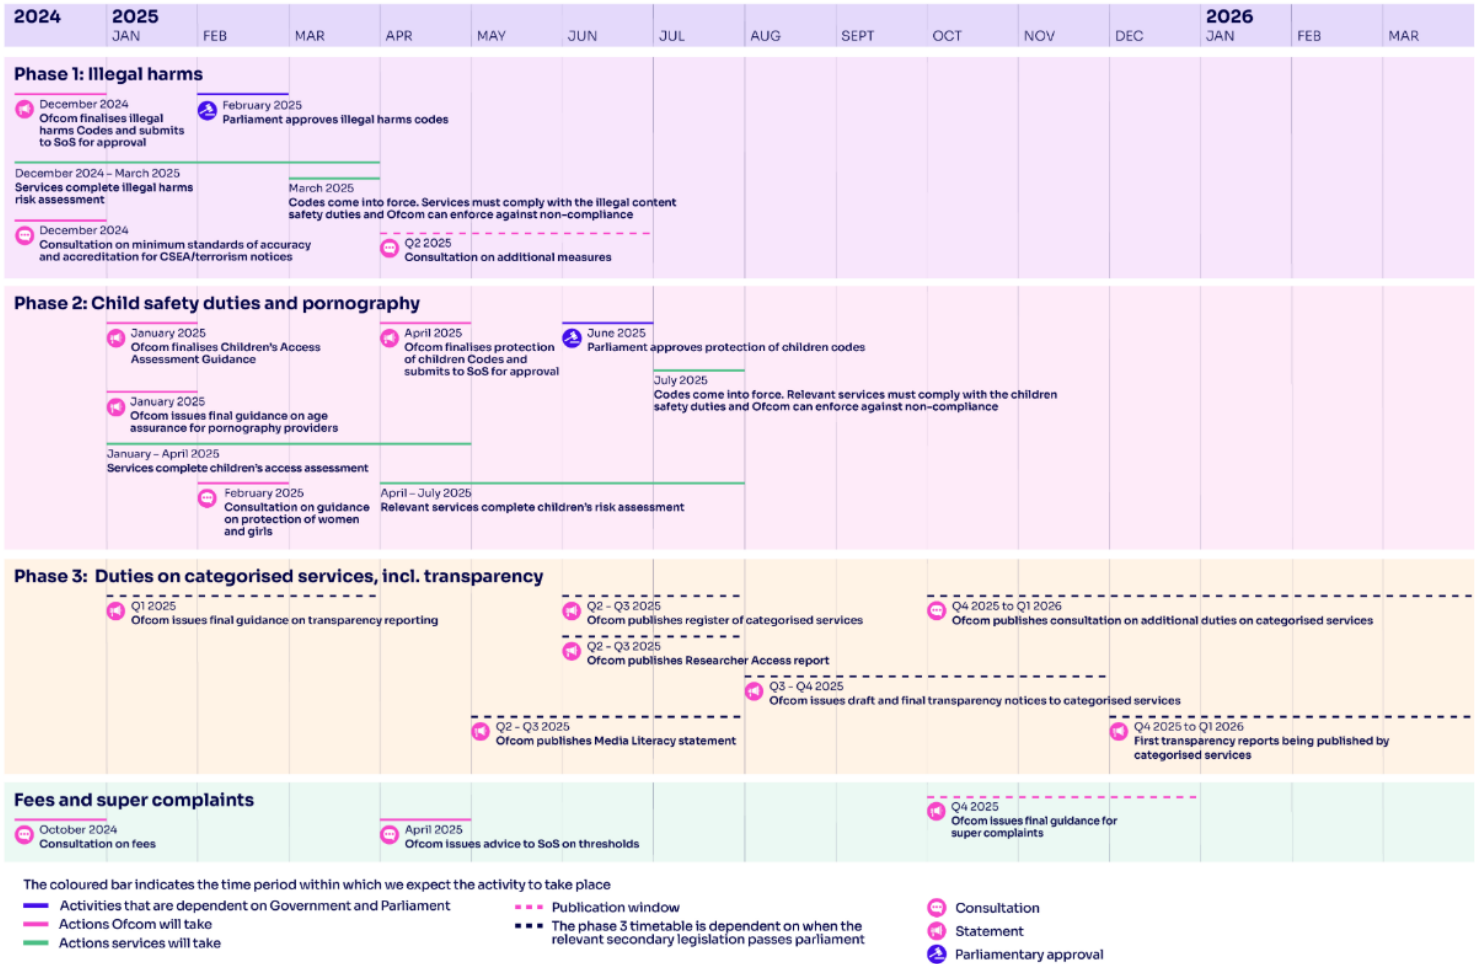 2024 2025 2026
JAN FEB MAR APR MAY JUN JUL AUG SEPT OCT NOV DEC JAN FEB MAR
Phase 1: Illegal harms
December 2024
Ofcom finalises illegal
harms Codes and submits
to SoS for approval
February 2025
Parliament approves illegal harms codes
December 2024 – March 2025
Services complete illegal harms
risk assessment
March 2025
Codes come into force. Services must comply with the illegal content
safety duties and Ofcom can enforce against non-compliance
December 2024
Consultation on minimum standards of accuracy
and accreditation for CSEA/terrorism notices
Q2 2025
Consultation on additional measures
Phase 2: Child safety duties and pornography
January 2025
Ofcom finalises Children's Access
Assessment Guidance
April 2025
Ofcom finalises protection
of children Codes and
submits to SoS for approval
June 2025
Parliament approves protection of children codes
July 2025
Codes come into force. Relevant services must comply with the children
safety duties and Ofcom can enforce against non-compliance
January 2025
Ofcom issues final guidance on age
assurance for pornography providers
January – April 2025
Services complete children's access assessment
February 2025
Consultation on guidance
on protection of women
and girls
April – July 2025
Relevant services complete children's risk assessment
Phase 3: Duties on categorised services, incl. transparency
Q1 2025
Ofcom issues final guidance on transparency reporting
Q2 - Q3 2025
Ofcom publishes register of categorised services
Q4 2025 to Q1 2026
Ofcom publishes consultation on additional duties on categorised services
Q2 - Q3 2025
Ofcom publishes Researcher Access report
Q3 - Q4 2025
Ofcom issues draft and final transparency notices to categorised services
Q2 - Q3 2025
Ofcom publishes Media Literacy statement
Q4 2025 to Q1 2026
First transparency reports being published by
categorised services
Fees and super complaints
October 2024
Consultation on fees
April 2025
Ofcom issues advice to SoS on thresholds
Q4 2025
Ofcom issues final guidance for
super complaints
The coloured bar indicates the time period within which we expect the activity to take place
Activities that are dependent on Government and Parliament
Actions Ofcom will take
Actions services will take
Publication window
The phase 3 timetable is dependent on when the
relevant secondary legislation passes parliament
Consultation
Statement
Parliamentary approval